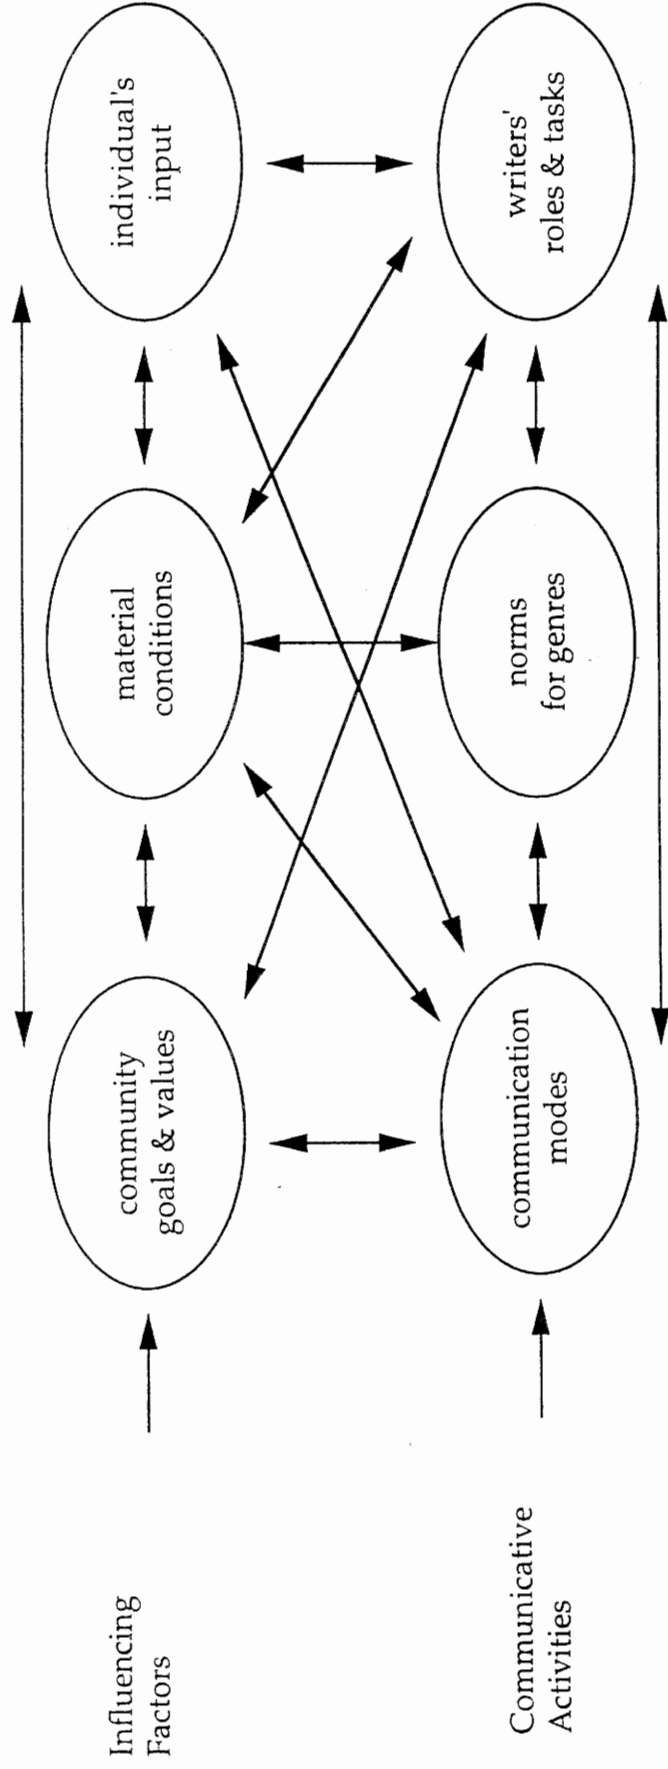 Influencing
Factors
community
goals & values
material
conditions
individual's
input
Communicative
Activities
communication
modes
norms
for genres
writers'
roles & tasks